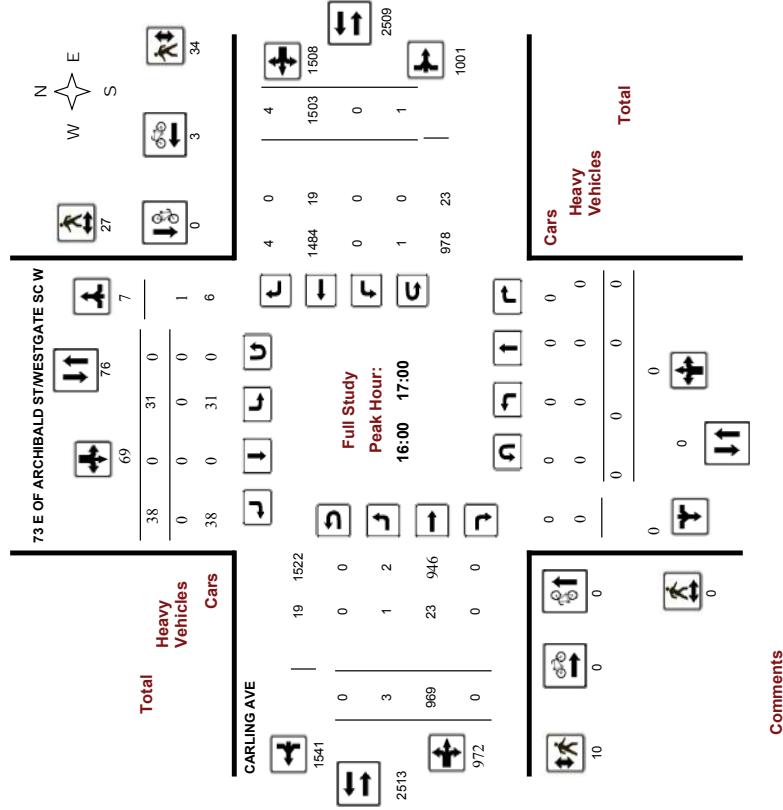 73 E OF ARCHIBALD ST/WESTGATE SC W
N
W E
S
27
34
0
3
69
76
7
38 0 31 0
0 0 0 0 1
38 0 31 0 6
Total
Heavy
Vehicles
Cars
CARLING AVE
1541
2513
972
19 1522
0 0 0
3 1 2
969 23 946
0 0 0
Full Study
Peak Hour:
16:00 17:00
4 0 4
1484 19 1503
0 0 0
1 0 1
978 23
1508
2509
1001
0 0 0 0 0
0 0 0 0 0
0 0 0 0
0
0
0
Cars
Heavy
Vehicles
Total
10
0
0
0
Comments